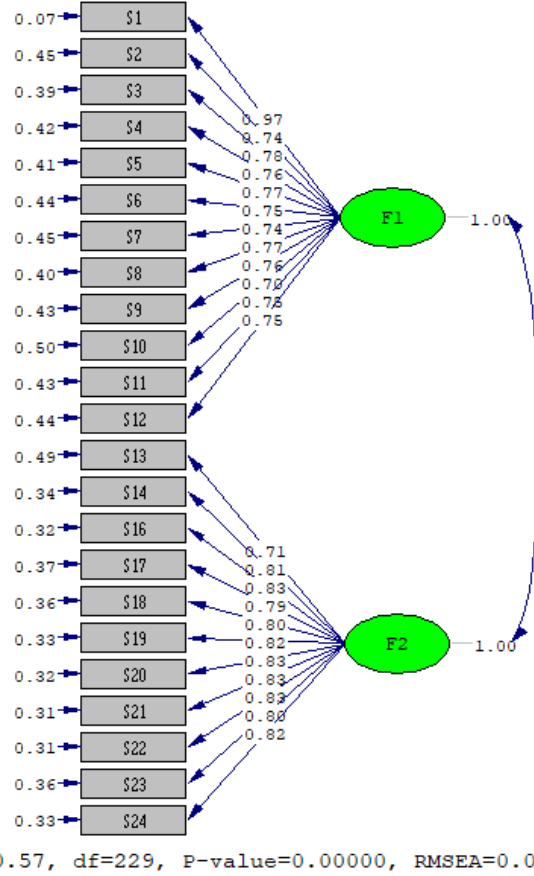 0.07 S1
0.45 S2
0.39 S3
0.42 S4
0.41 S5
0.44 S6
0.45 S7
0.40 S8
0.43 S9
0.50 S10
0.43 S11
0.44 S12
0.49 S13
0.34 S14
0.32 S16
0.37 S17
0.36 S18
0.33 S19
0.32 S20
0.31 S21
0.31 S22
0.36 S23
0.33 S24
0.97
0.74
0.78
0.76
0.77
0.75
0.74
0.77
0.76
0.70
0.75
F1 1.00
0.71
0.81
0.83
0.79
0.80
0.82
0.83
0.83
0.83
0.80
0.82
F2 1.00
0.57, df=229, P-value=0.00000, RMSEA=0.0